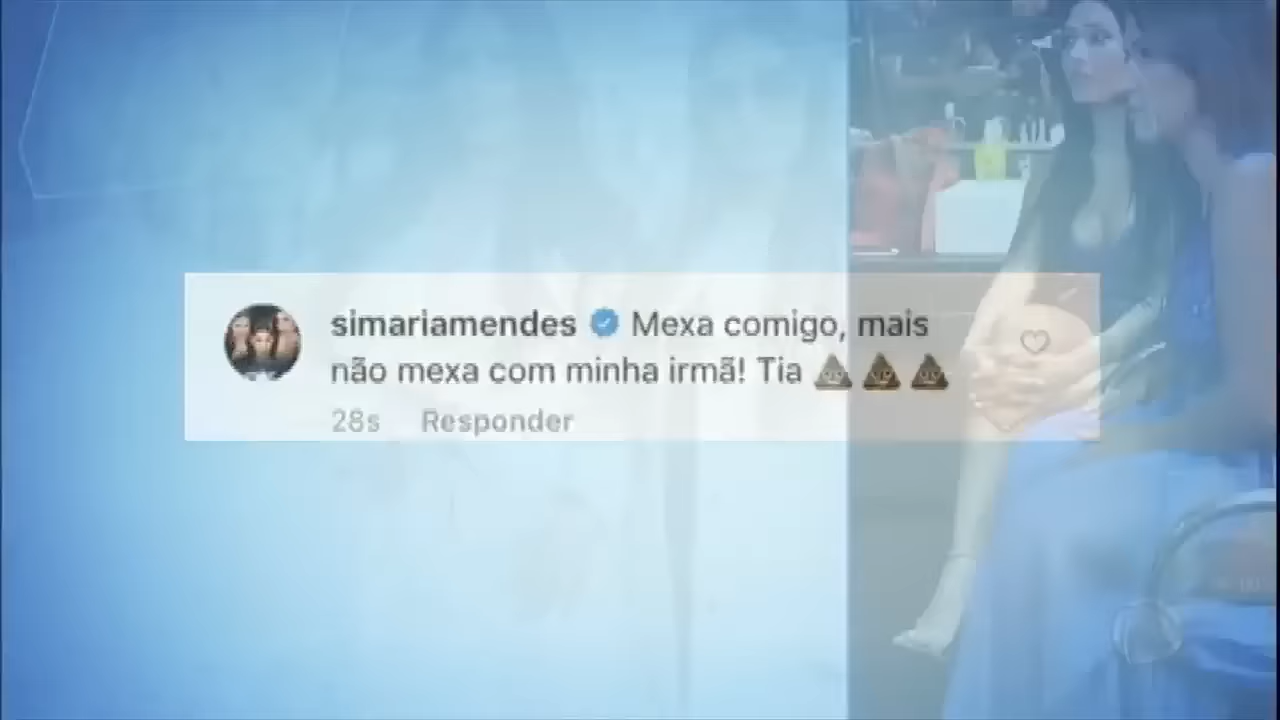 simariamendes Mexa comigo, mais
não mexa com minha irmã! Tia 💩 💩 💩
28s Responder